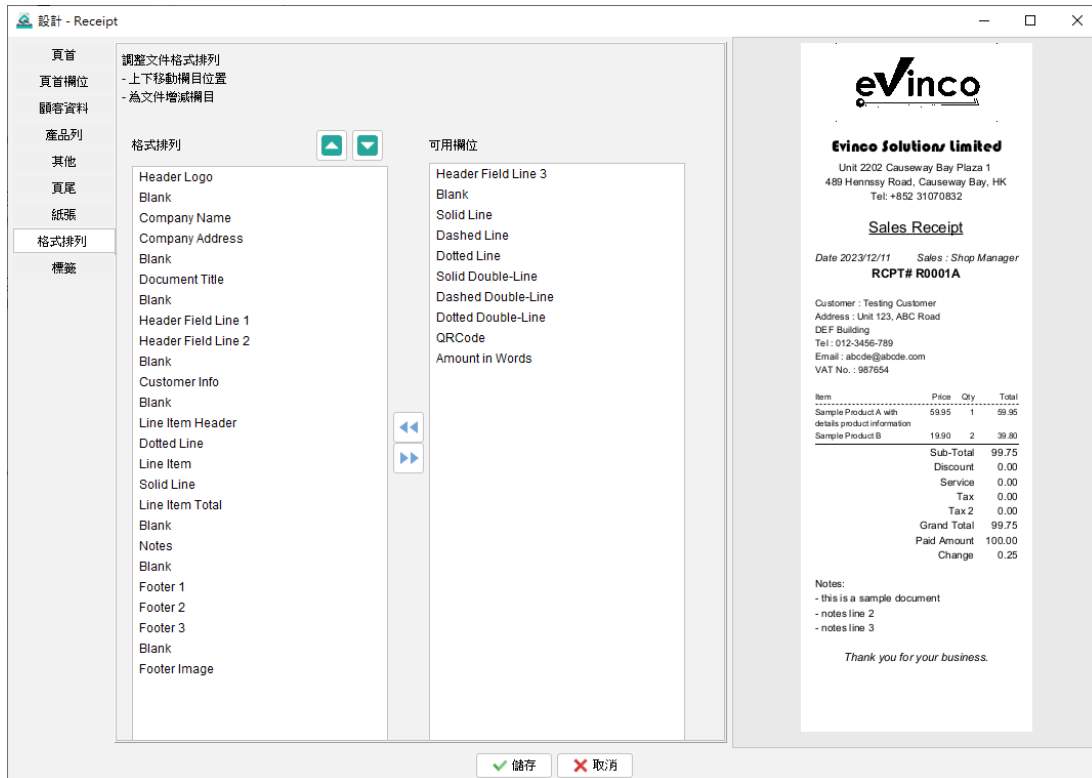 設計 - Receipt
頁首
頁首欄位
顧客資料
產品列
其他
頁尾
紙張
格式排列
標籤
調整文件格式排列
- 上下移動欄目位置
- 為文件增減欄目
格式排列
Header Logo
Blank
Company Name
Company Address
Blank
Document Title
Blank
Header Field Line 1
Header Field Line 2
Blank
Customer Info
Blank
Line Item Header
Dotted Line
Line Item
Solid Line
Line Item Total
Blank
Notes
Blank
Footer 1
Footer 2
Footer 3
Blank
Footer Image
可用欄位
Header Field Line 3
Blank
Solid Line
Dashed Line
Dotted Line
Solid Double-Line
Dashed Double-Line
Dotted Double-Line
QRCode
Amount in Words
eVinco
Evinco Solutions Limited
Unit 2202 Causeway Bay Plaza 1
489 Hennssy Road, Causeway Bay, HK
Tel: +852 31070832
Sales Receipt
Date 2023/12/11 Sales : Shop Manager
RCPT# R0001A
Customer : Testing Customer
Address : Unit 123, ABC Road
DEF Building
Tel : 012-3456-789
Email : abcde@abcde.com
VAT No. : 987654
Item Price Qty Total
Sample Product A with 59.95 1 59.95
details product information
Sample Product B 19.90 2 39.80
Sub-Total 99.75
Discount 0.00
Service 0.00
Tax 0.00
Tax 2 0.00
Grand Total 99.75
Paid Amount 100.00
Change 0.25
Notes:
- this is a sample document
- notes line 2
- notes line 3
Thank you for your business.
儲存
取消